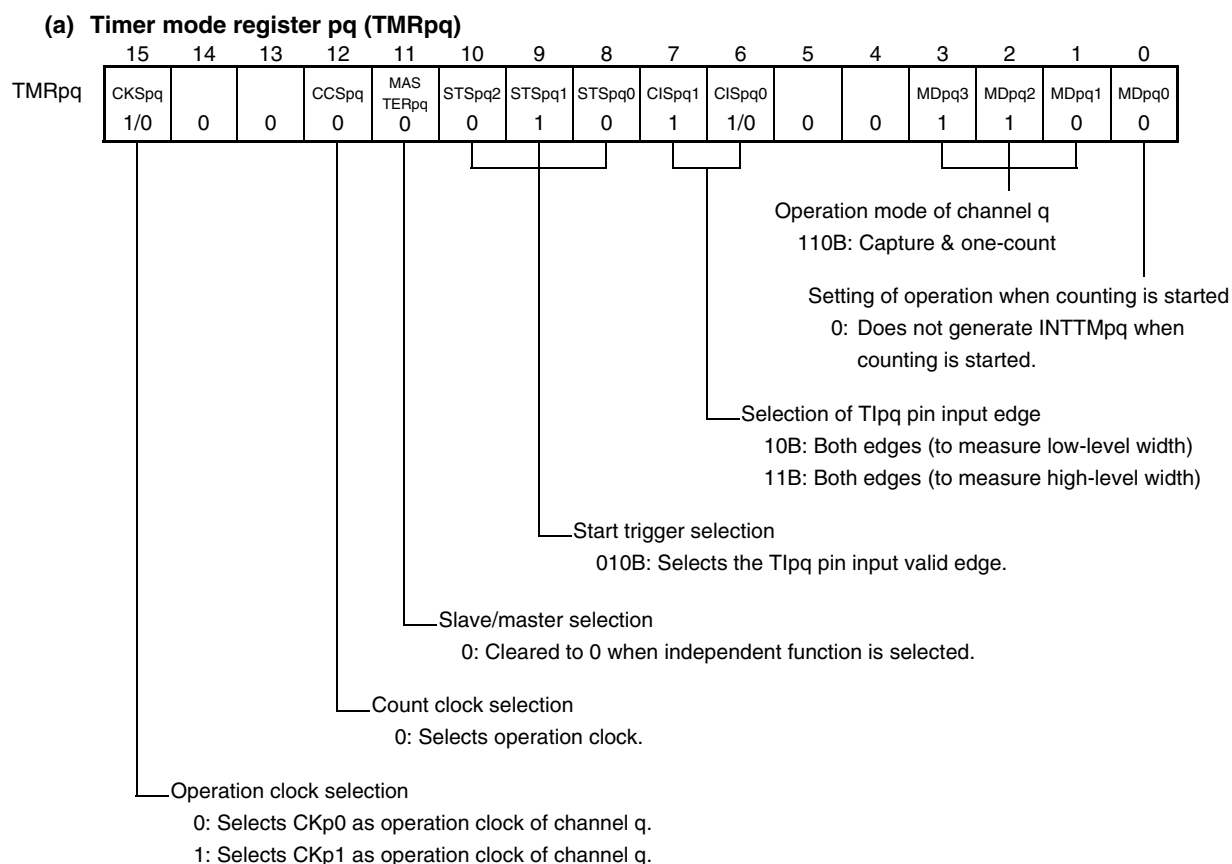 (a) Timer mode register pq (TMRpq)
15 14 13 12 11 10 9 8 7 6 5 4 3 2 1 0
TMRpq CKSpq CCSpq MAS TERpq STSpq2 STSpq1 STSpq0 CISpq1 CISpq0 MDpq3 MDpq2 MDpq1 MDpq0
1/0 0 0 0 0 0 1 0 1 1/0 0 0 1 1 0 0
Operation mode of channel q
110B: Capture & one-count
Setting of operation when counting is started
0: Does not generate INTTMpq when
counting is started.
Selection of TIpq pin input edge
10B: Both edges (to measure low-level width)
11B: Both edges (to measure high-level width)
Start trigger selection
010B: Selects the TIpq pin input valid edge.
Slave/master selection
0: Cleared to 0 when independent function is selected.
Count clock selection
0: Selects operation clock.
Operation clock selection
0: Selects CKp0 as operation clock of channel q.
1: Selects CKp1 as operation clock of channel q.